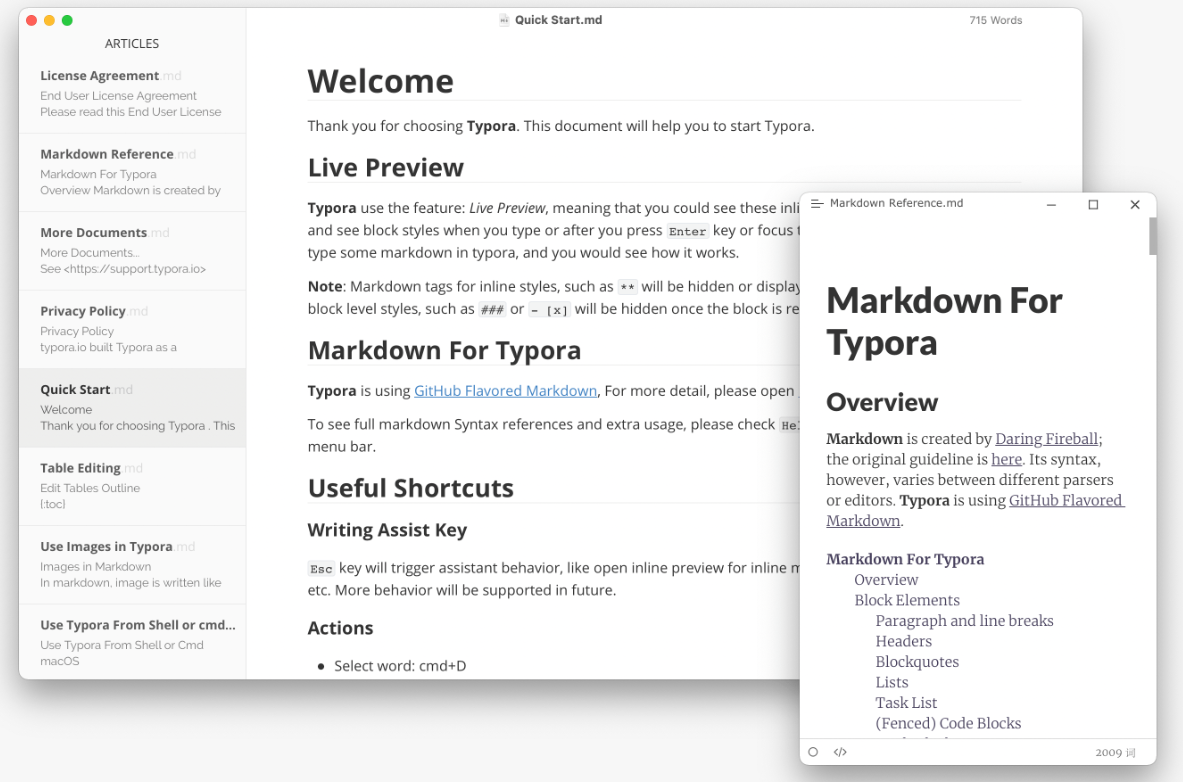 Quick Start.md
715 Words
ARTICLES
License Agreement.md
End User License Agreement
Please read this End User License
Markdown Reference.md
Markdown For Typora
Overview Markdown is created by
More Documents.md
More Documents...
See <https://support.typora.io>
Privacy Policy.md
Privacy Policy
typora.io built Typora as a
Quick Start.md
Welcome
Thank you for choosing Typora . This
Table Editing.md
Edit Tables Outline
[:toc]
Use Images in Typora.md
Images in Markdown
In markdown, image is written like
Use Typora From Shell or cmd...
Use Typora From Shell or Cmd
macOS
Welcome
Thank you for choosing Typora. This document will help you to start Typora.
Live Preview
Typora use the feature: Live Preview, meaning that you could see these
and see block styles when you type or after you press Enter key or focus
type some markdown in typora, and you would see how it works.
Note: Markdown tags for inline styles, such as ** will be hidden or
block level styles, such as ### or - [x] will be hidden once the block is
Markdown For Typora
Typora is using GitHub Flavored Markdown, For more detail, please open
To see full markdown Syntax references and extra usage, please check
menu bar.
Useful Shortcuts
Writing Assist Key
Esc key will trigger assistant behavior, like open inline preview for inline
etc. More behavior will be supported in future.
Actions
• Select word: cmd+D
Markdown Reference.md
Markdown For
Typora
Overview
Markdown is created by Daring Fireball;
the original guideline is here. Its syntax,
however, varies between different parsers
or editors. Typora is using GitHub Flavored
Markdown.
Markdown For Typora
Overview
Block Elements
Paragraph and line breaks
Headers
Blockquotes
Lists
Task List
(Fenced) Code Blocks
</>
2009 词